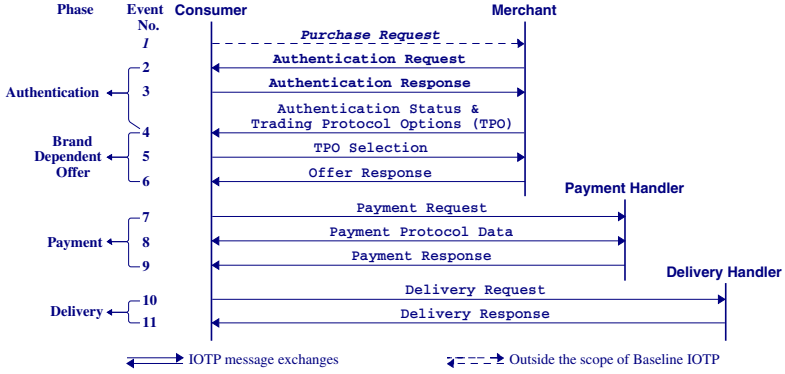 Phase Event No. Consumer Merchant
1 Purchase Request
2 Authentication Request
Authentication 3 Authentication Response
4 Authentication Status &
Trading Protocol Options (TPO)
Brand
Dependent
Offer
5 TPO Selection
6 Offer Response
Payment Handler
7 Payment Request
Payment 8 Payment Protocol Data
9 Payment Response
Delivery Handler
10 Delivery Request
Delivery
11 Delivery Response
IOTP message exchanges Outside the scope of Baseline IOTP